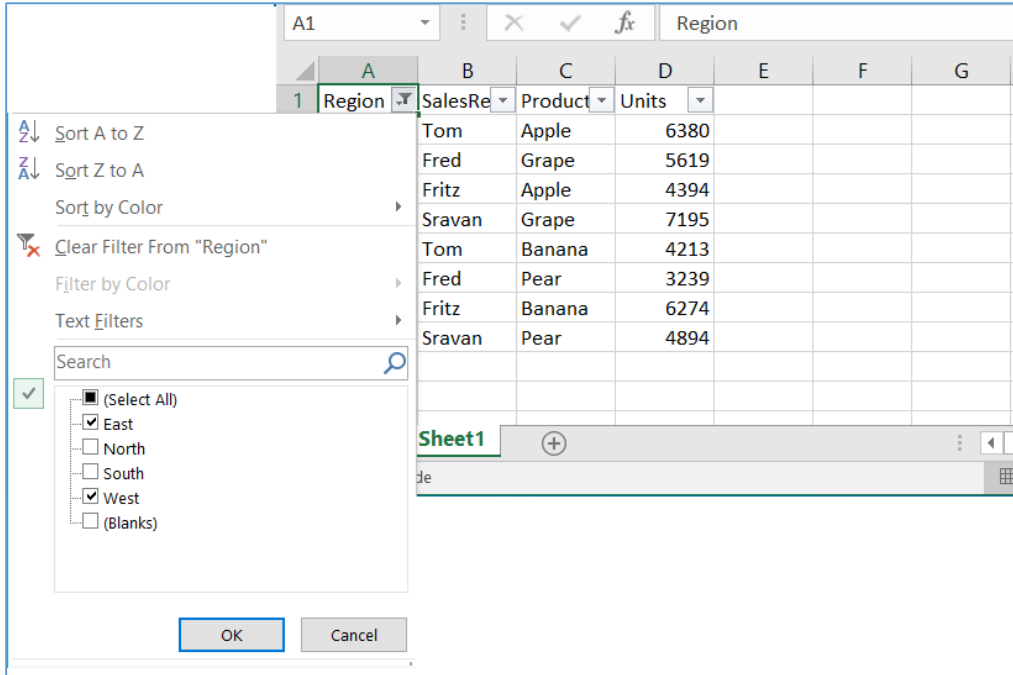 A1 fx Region
A B C D E F G
1 Region SalesRe Product Units
Sort A to Z
Sort Z to A
Sort by Color
Clear Filter From "Region"
Filter by Color
Text Filters
Search
(Select All)
East
North
South
West
(Blanks)
OK Cancel
Tom Apple 6380
Fred Grape 5619
Fritz Apple 4394
Sravan Grape 7195
Tom Banana 4213
Fred Pear 3239
Fritz Banana 6274
Sravan Pear 4894
Sheet1
de